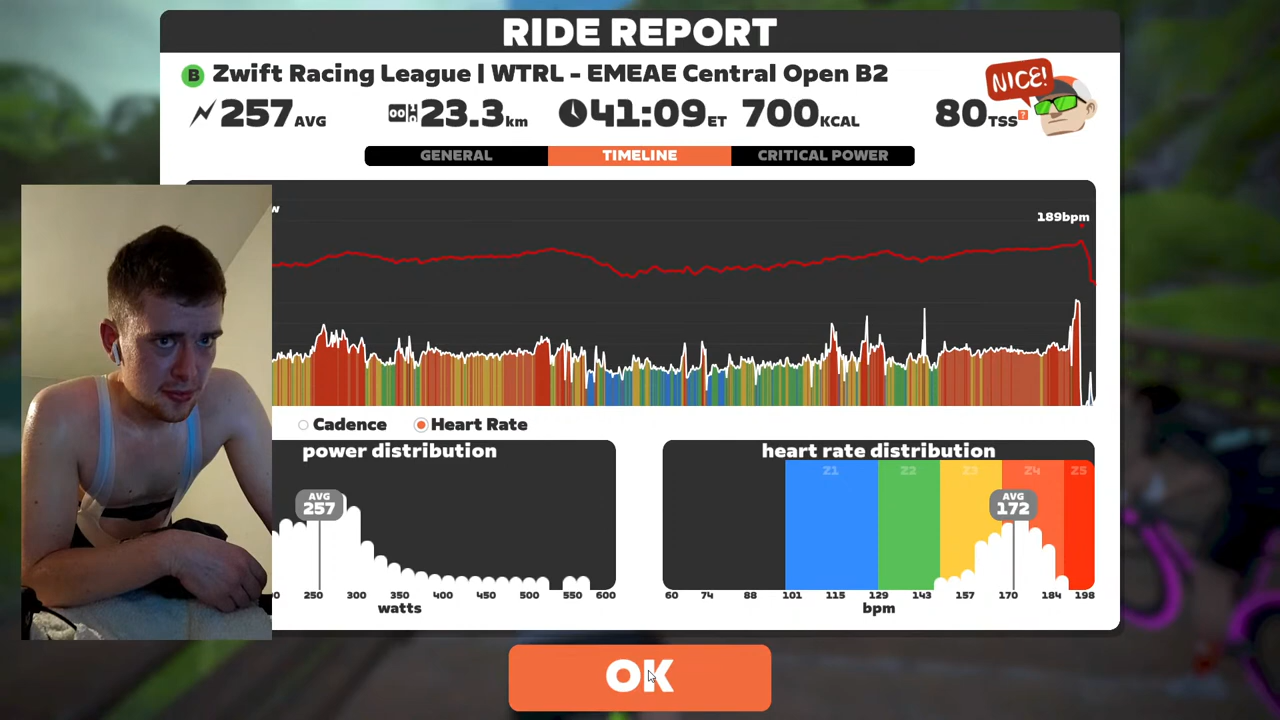 RIDE REPORT
B Zwift Racing League | WTRL - EMEAE Central Open B2
NICE!
257 AVG 23.3 km 41:09 ET 700 KCAL 80 TSS ?
GENERAL TIMELINE CRITICAL POWER
w
189bpm
Cadence Heart Rate
power distribution
AVG
257
0 250 300 350 400 450 500 550 600
watts
heart rate distribution
Z1 Z2 Z3 Z4 Z5
AVG
172
60 74 88 101 115 129 143 157 170 184 198
bpm
OK